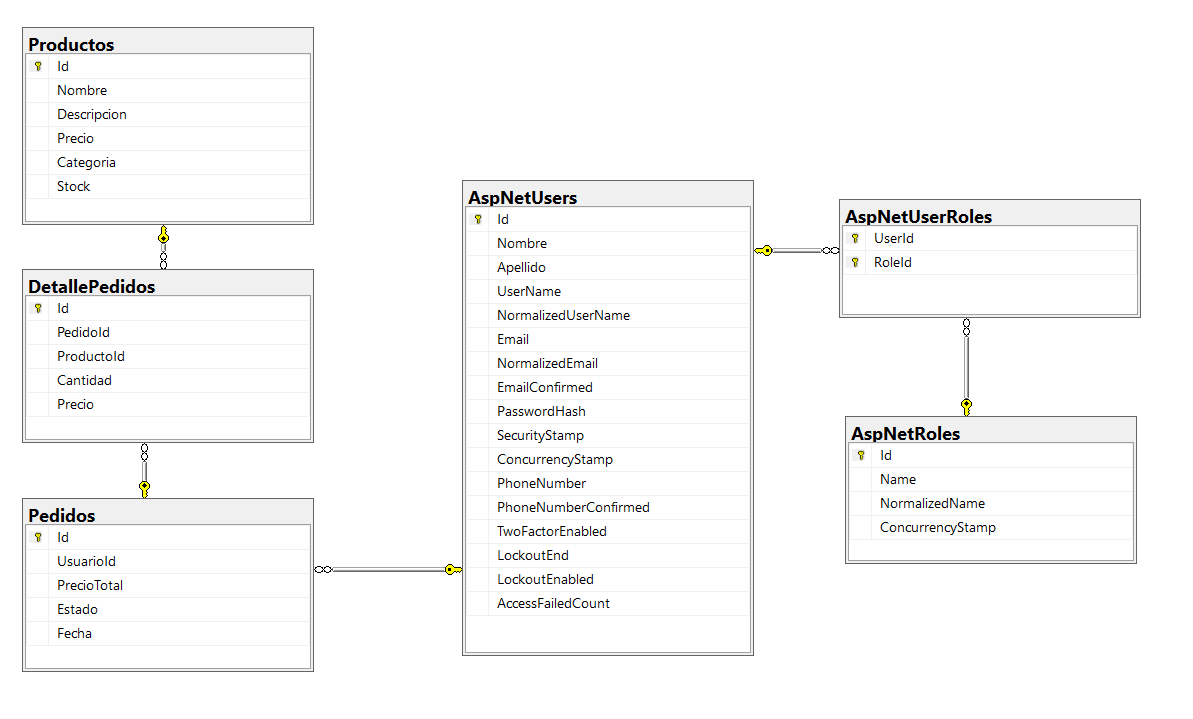 Productos
Id
Nombre
Descripcion
Precio
Categoria
Stock
DetallePedidos
Id
PedidoId
ProductoId
Cantidad
Precio
Pedidos
Id
UsuarioId
PrecioTotal
Estado
Fecha
AspNetUsers
Id
Nombre
Apellido
UserName
NormalizedUserName
Email
NormalizedEmail
EmailConfirmed
PasswordHash
SecurityStamp
ConcurrencyStamp
PhoneNumber
PhoneNumberConfirmed
TwoFactorEnabled
LockoutEnd
LockoutEnabled
AccessFailedCount
AspNetUserRoles
UserId
RoleId
AspNetRoles
Id
Name
NormalizedName
ConcurrencyStamp